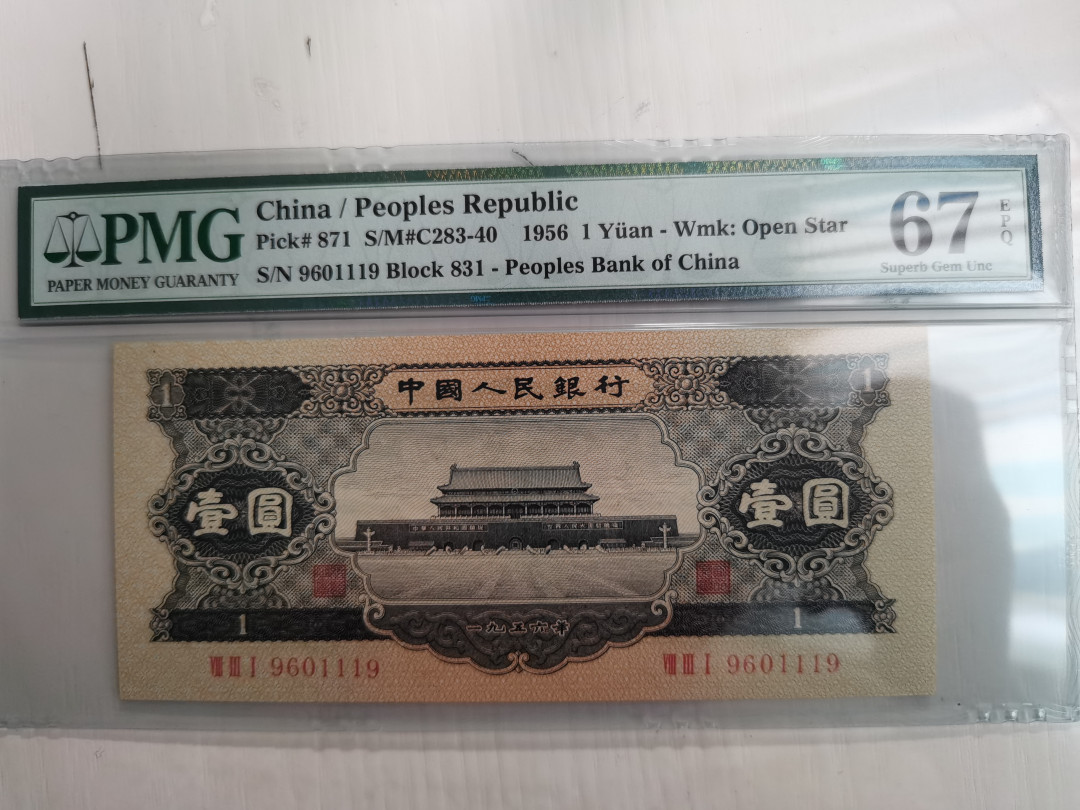 PMG
PAPER MONEY GUARANTY
China / Peoples Republic
Pick# 871 S/M#C283-40 1956 1 Yüan - Wmk: Open Star
S/N 9601119 Block 831 - Peoples Bank of China
67
EPQ
Superb Gem Unc
1 中國人民銀行 1
壹圓 壹圓
1 一九五六年 1
VIII III I 9601119 VIII III I 9601119